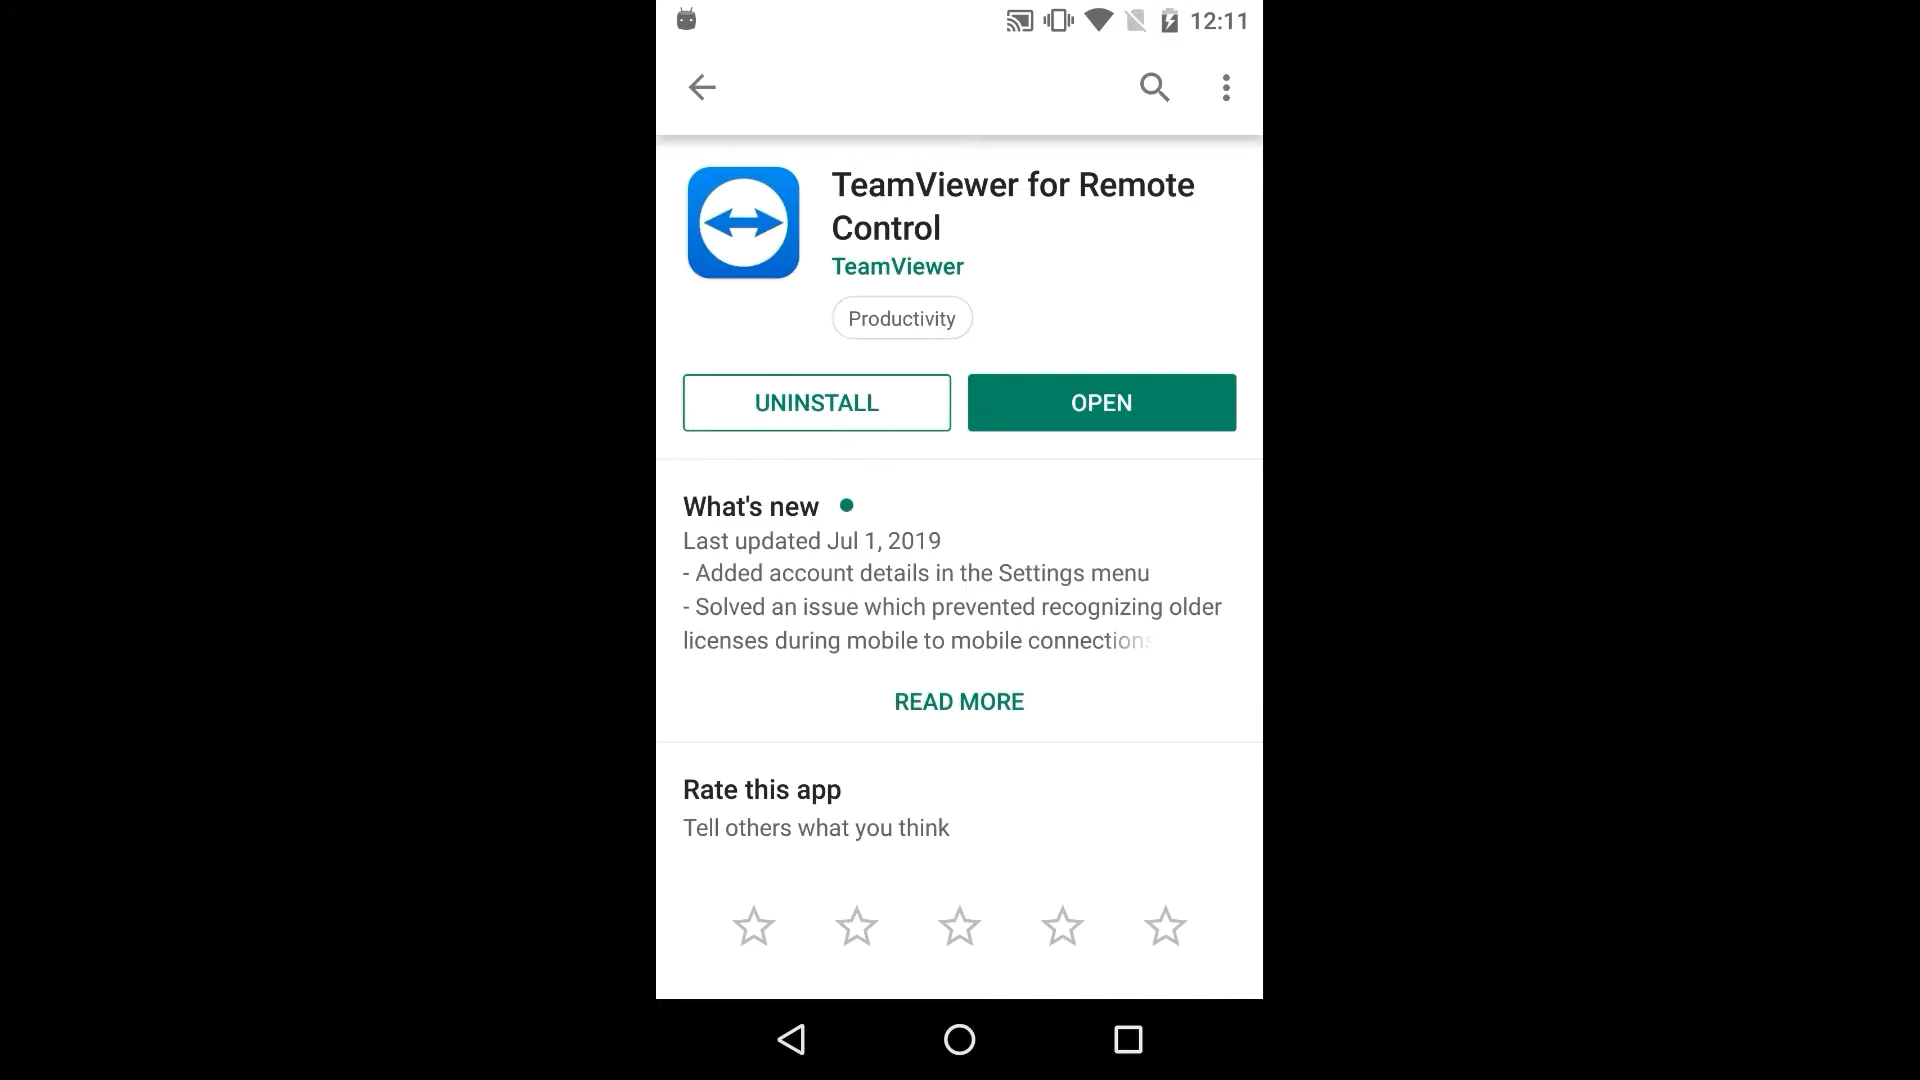 12:11
TeamViewer for Remote
Control
TeamViewer
Productivity
UNINSTALL
OPEN
What's new
Last updated Jul 1, 2019
- Added account details in the Settings menu
- Solved an issue which prevented recognizing older
licenses during mobile to mobile connections
READ MORE
Rate this app
Tell others what you think